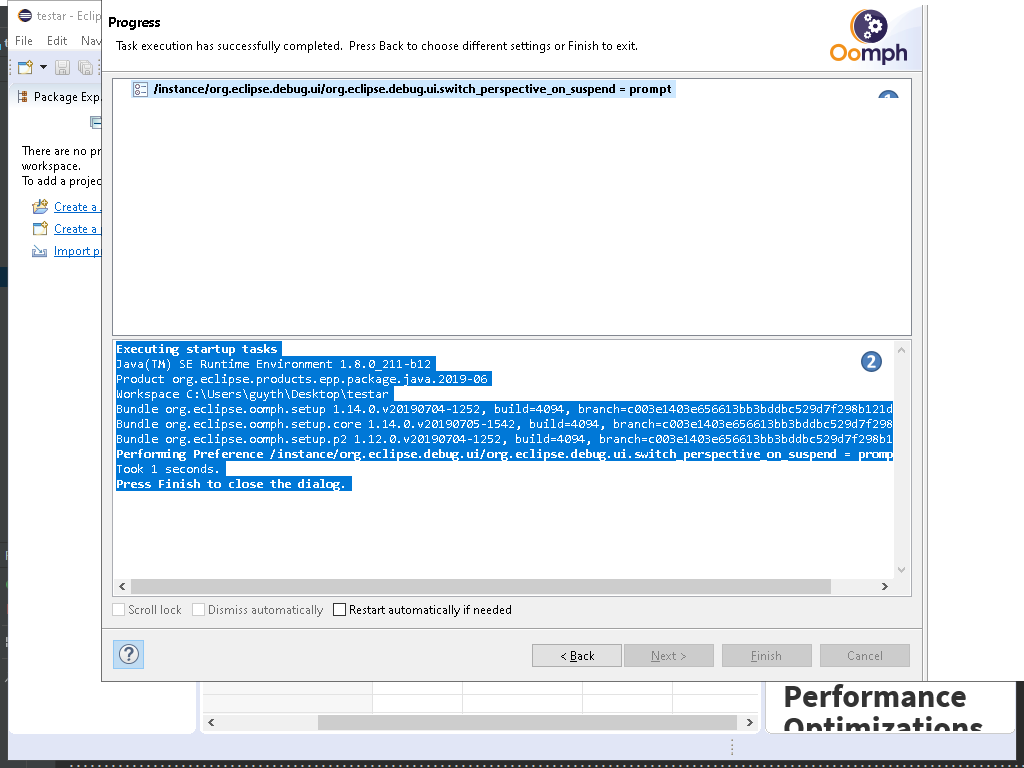 testar - Eclip
Progress
File Edit Nav
Task execution has successfully completed. Press Back to choose different settings or Finish to exit.
Oomph
Package Exp
/instance/org.eclipse.debug.ui/org.eclipse.debug.ui.switch_perspective_on_suspend = prompt
There are no pr
workspace.
To add a projec
Create a
Create a
Import p
Executing startup tasks
2
Java(TM) SE Runtime Environment 1.8.0_211-b12
Product org.eclipse.products.epp.package.java.2019-06
Workspace C:\Users\guyth\Desktop\testar
Bundle org.eclipse.oomph.setup 1.14.0.v20190704-1252, build=4094, branch=c003e1403e656613bb3bddbc529d7f298b121d
Bundle org.eclipse.oomph.setup.core 1.14.0.v20190705-1542, build=4094, branch=c003e1403e656613bb3bddbc529d7f298
Bundle org.eclipse.oomph.setup.p2 1.12.0.v20190704-1252, build=4094, branch=c003e1403e656613bb3bddbc529d7f298b1
Performing Preference /instance/org.eclipse.debug.ui/org.eclipse.debug.ui.switch_perspective_on_suspend = promp
Took 1 seconds.
Press Finish to close the dialog.
Scroll lock Dismiss automatically Restart automatically if needed
? < Back Next > Finish Cancel
Performance
Optimizations